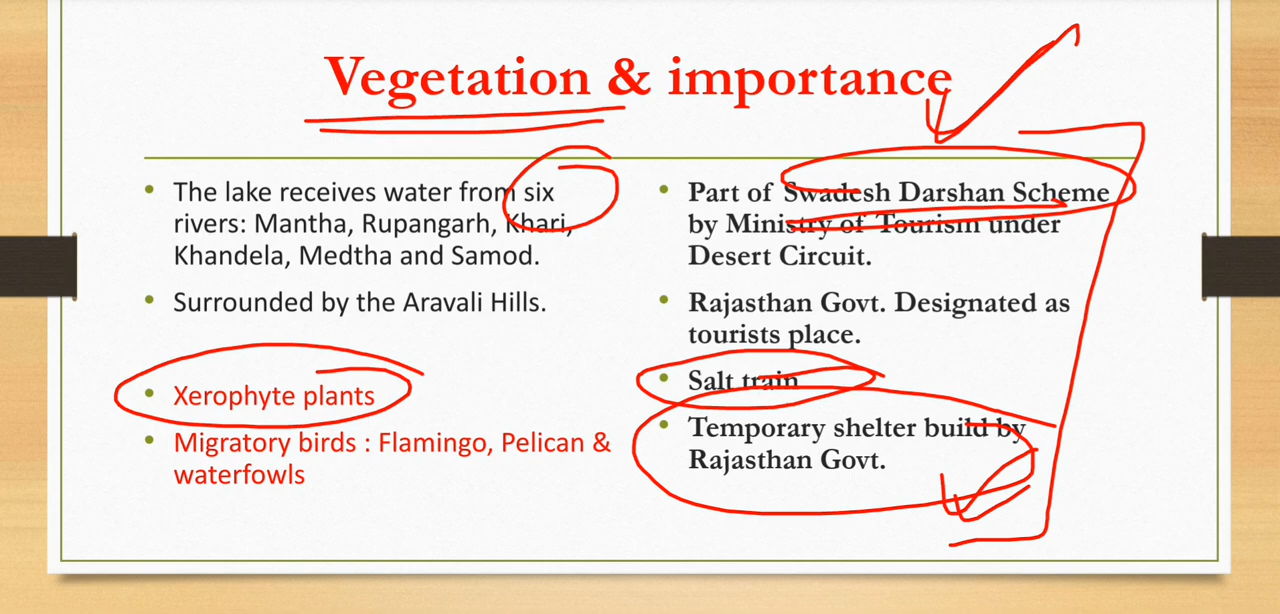 Vegetation & importance
• The lake receives water from six
rivers: Mantha, Rupangarh, Khari,
Khandela, Medtha and Samod.
• Surrounded by the Aravali Hills.
• Xerophyte plants
• Migratory birds : Flamingo, Pelican &
waterfowls
• Part of Swadesh Darshan Scheme
by Ministry of Tourism under
Desert Circuit.
• Rajasthan Govt. Designated as
tourists place.
• Salt train
• Temporary shelter build by
Rajasthan Govt.